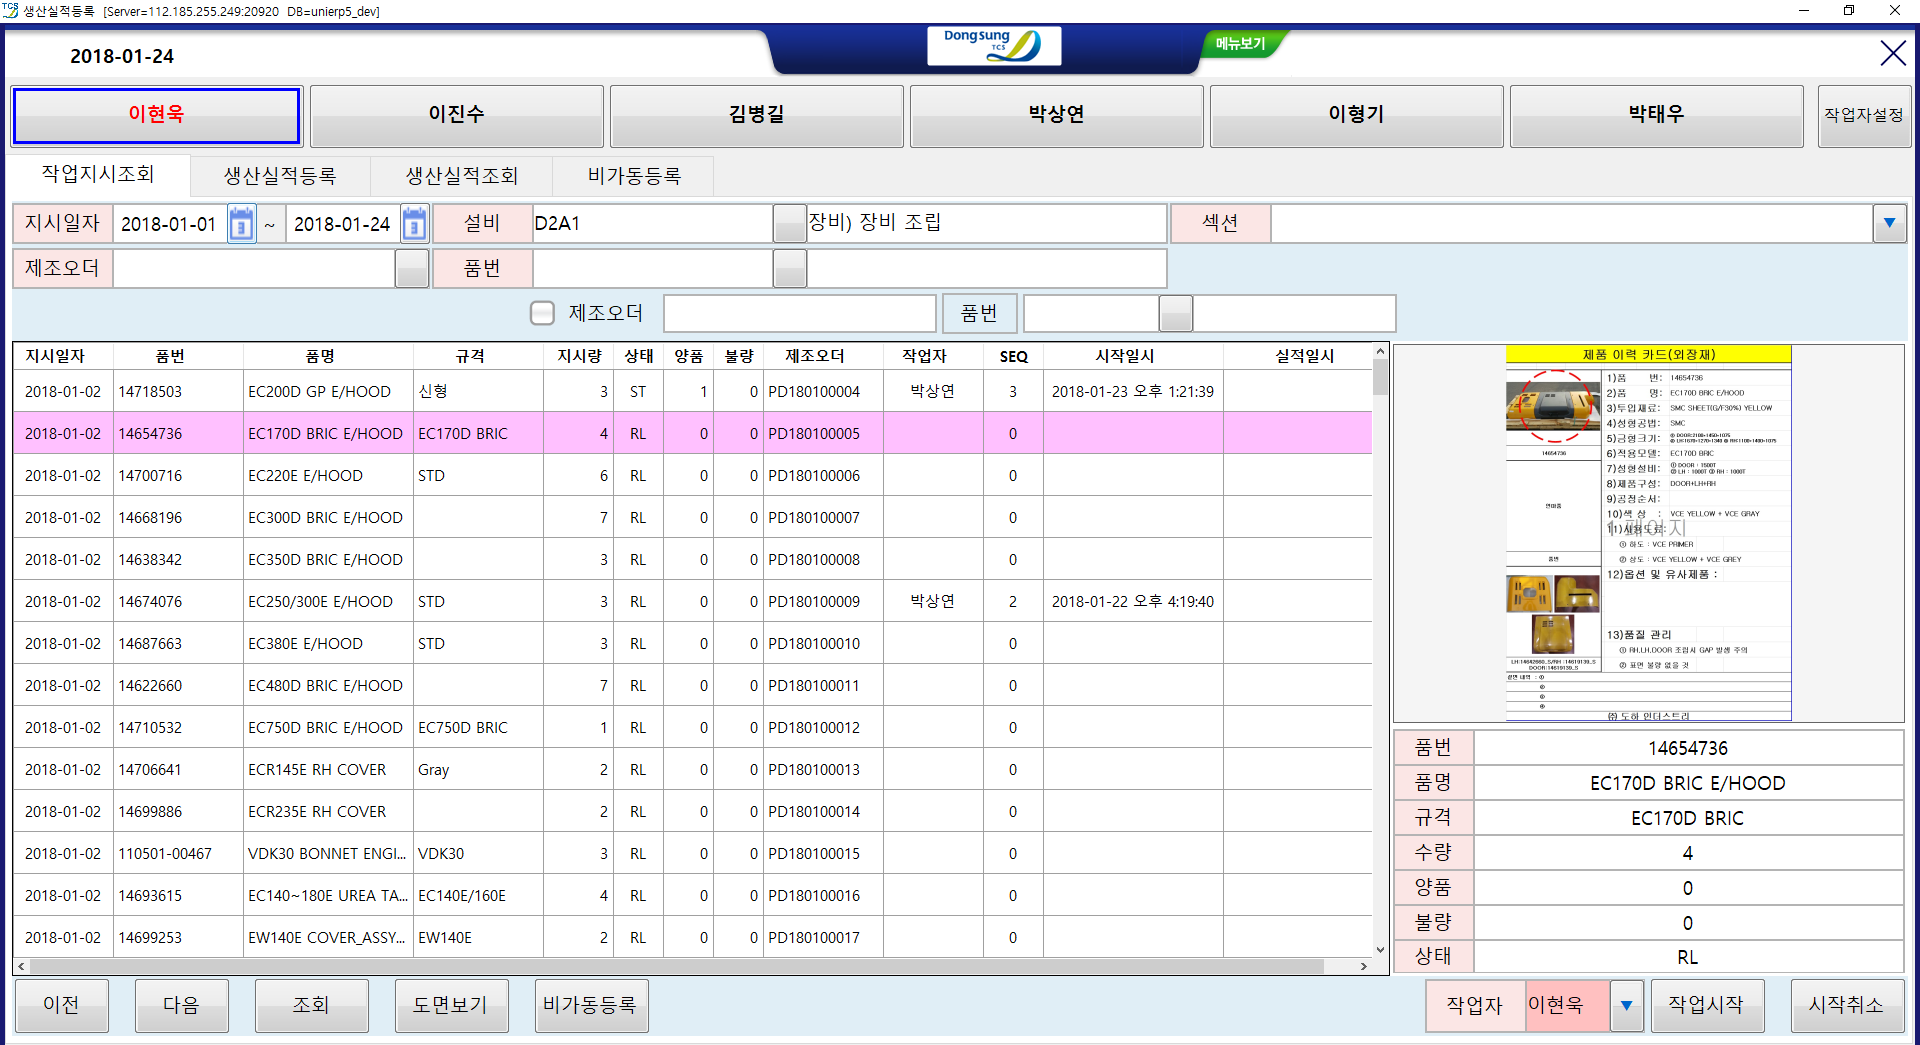 TCS 생산실적등록 [Server=112.185.255.249:20920 DB=unierp5_dev]
2018-01-24
DongSung TCS
메뉴보기
이현욱 이진수 김병길 박상연 이형기 박태우 작업자설정
작업지시조회 생산실적등록 생산실적조회 비가동등록
지시일자 2018-01-01 ~ 2018-01-24 설비 D2A1 장비) 장비 조립 섹션
제조오더 품번
제조오더 품번
지시일자 품번 품명 규격 지시량 상태 양품 불량 제조오더 작업자 SEQ 시작일시 실적일시
2018-01-02 14718503 EC200D GP E/HOOD 신형 3 ST 1 0 PD180100004 박상연 3 2018-01-23 오후 1:21:39
2018-01-02 14654736 EC170D BRIC E/HOOD EC170D BRIC 4 RL 0 0 PD180100005 0
2018-01-02 14700716 EC220E E/HOOD STD 6 RL 0 0 PD180100006 0
2018-01-02 14668196 EC300D BRIC E/HOOD 7 RL 0 0 PD180100007 0
2018-01-02 14638342 EC350D BRIC E/HOOD 3 RL 0 0 PD180100008 0
2018-01-02 14674076 EC250/300E E/HOOD STD 3 RL 0 0 PD180100009 박상연 2 2018-01-22 오후 4:19:40
2018-01-02 14687663 EC380E E/HOOD STD 3 RL 0 0 PD180100010 0
2018-01-02 14622660 EC480D BRIC E/HOOD 7 RL 0 0 PD180100011 0
2018-01-02 14710532 EC750D BRIC E/HOOD EC750D BRIC 1 RL 0 0 PD180100012 0
2018-01-02 14706641 ECR145E RH COVER Gray 2 RL 0 0 PD180100013 0
2018-01-02 14699886 ECR235E RH COVER 2 RL 0 0 PD180100014 0
2018-01-02 110501-00467 VDK30 BONNET ENGI... VDK30 3 RL 0 0 PD180100015 0
2018-01-02 14693615 EC140~180E UREA TA... EC140E/160E 4 RL 0 0 PD180100016 0
2018-01-02 14699253 EW140E COVER_ASSY... EW140E 2 RL 0 0 PD180100017 0
제품 이력 카드(외장재)
1)품 번: 14654736
2)품 명: EC170D BRIC E/HOOD
3)투입재료: SMC SHEET(G/F30%) YELLOW
4)성형공법: SMC
5)금형크기:
14654736
6)적용모델: EC170D BRIC
7)성형설비: ① DOOR : 1500T
② LH : 1000T ③ RH : 1000T
8)제품구성: DOOR+LH+RH
9)공정순서:
10)색 상 : VCE YELLOW + VCE GRAY
11)사용도료:
1 페이지
① 하도 : VCE PRIMER
품번
② 상도 : VCE YELLOW + VCE GREY
12)옵션 및 유사제품 :
13)품질 관리
① RH,LH,DOOR 조립시 GAP 발생 주의
② 표면 불량 없을 것
①
②
③
④
㈜ 도하 인더스트리
품번 14654736
품명 EC170D BRIC E/HOOD
규격 EC170D BRIC
수량 4
양품 0
불량 0
상태 RL
이전 다음 조회 도면보기 비가동등록 작업자 이현욱 작업시작 시작취소